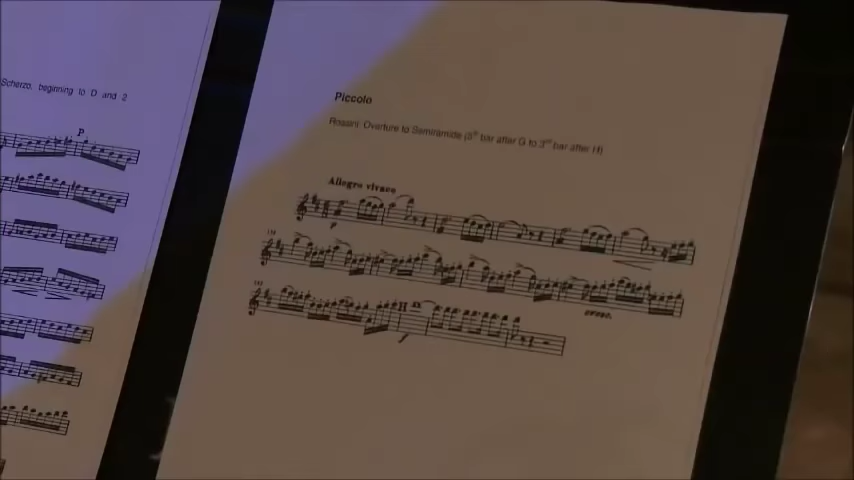 Scherzo, beginning to D and 2
P
Piccolo
Rossini: Overture to Semiramide (5th bar after G to 3rd bar after H)
Allegro vivace
p
cresc.
H
f